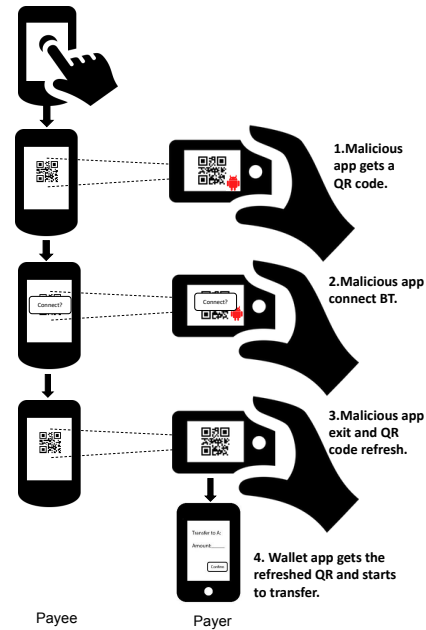 1.Malicious
app gets a
QR code.
Connect?
Connect?
2.Malicious app
connect BT.
3.Malicious app
exit and QR
code refresh.
Transfer to A:
Amount:_____
Confirm
4. Wallet app gets the
refreshed QR and starts
to transfer.
Payee
Payer